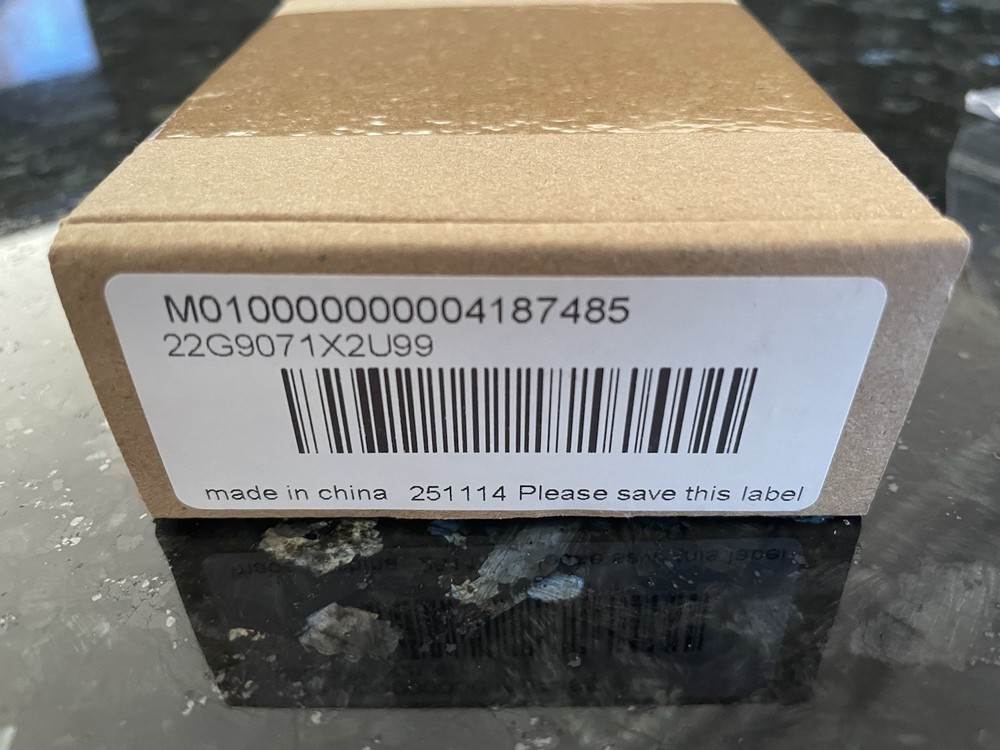 M010000000004187485
22G9071X2U99
made in china 251114 Please save this label